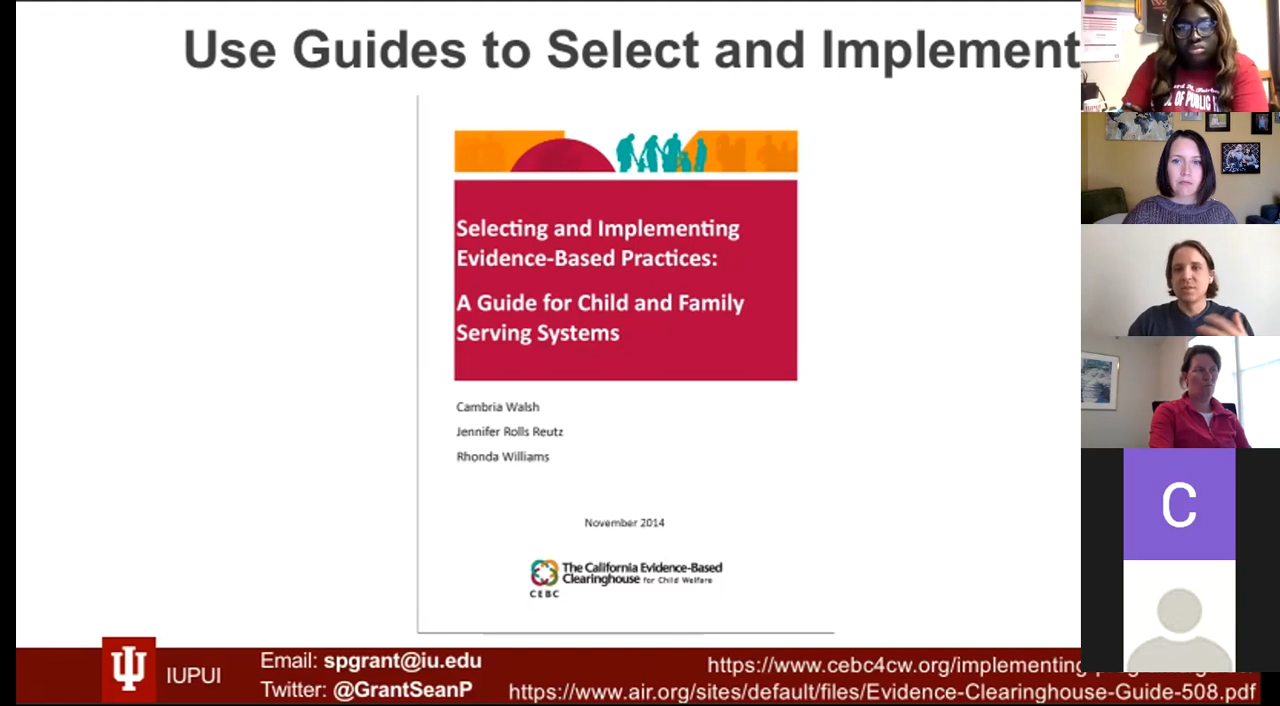 Use Guides to Select and Implement
Selecting and Implementing
Evidence-Based Practices:
A Guide for Child and Family
Serving Systems
Cambria Walsh
Jennifer Rolls Reutz
Rhonda Williams
November 2014
The California Evidence-Based
Clearinghouse for Child Welfare
CEBC
IUPUI
Email: spgrant@iu.edu
Twitter: @GrantSeanP
https://www.cebc4cw.org/implementing
https://www.air.org/sites/default/files/Evidence-Clearinghouse-Guide-508.pdf
OF PUBLIC
C